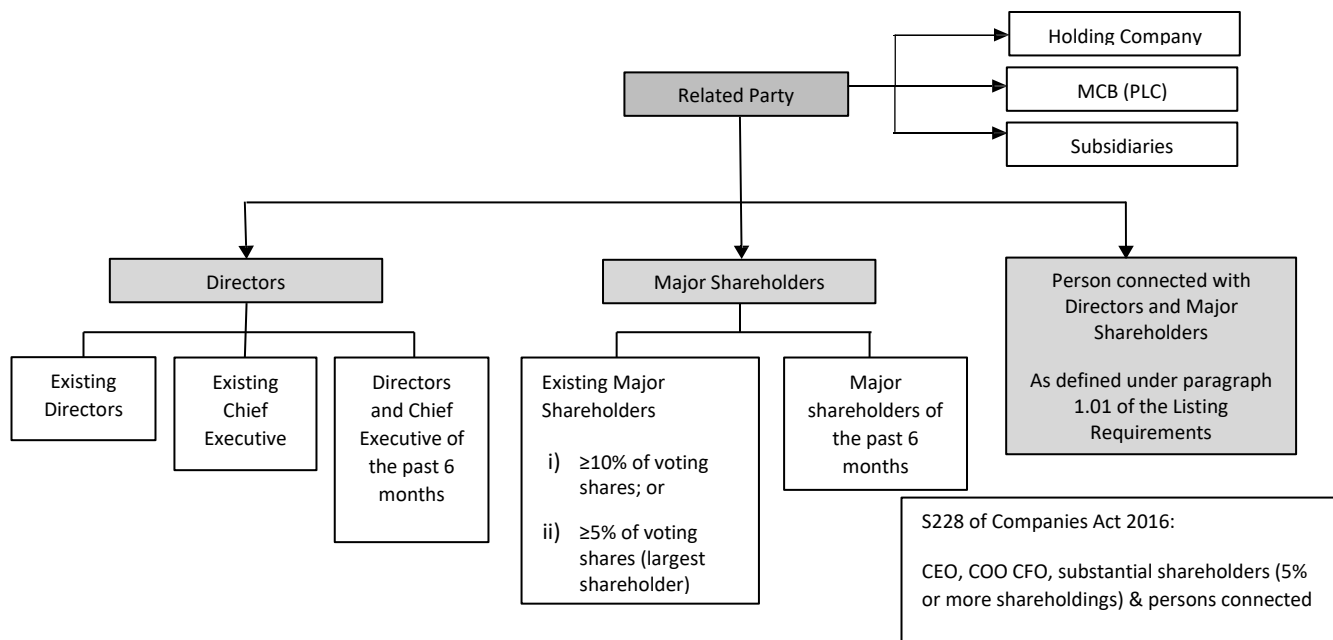 Holding Company
Related Party
MCB (PLC)
Subsidiaries
Directors
Major Shareholders
Person connected with
Directors and Major
Shareholders
As defined under paragraph
1.01 of the Listing
Requirements
Existing
Directors
Existing
Chief
Executive
Directors
and Chief
Executive of
the past 6
months
Existing Major
Shareholders
i) ≥10% of voting
shares; or
ii) ≥5% of voting
shares (largest
shareholder)
Major
shareholders of
the past 6
months
S228 of Companies Act 2016:
CEO, COO CFO, substantial shareholders (5%
or more shareholdings) & persons connected